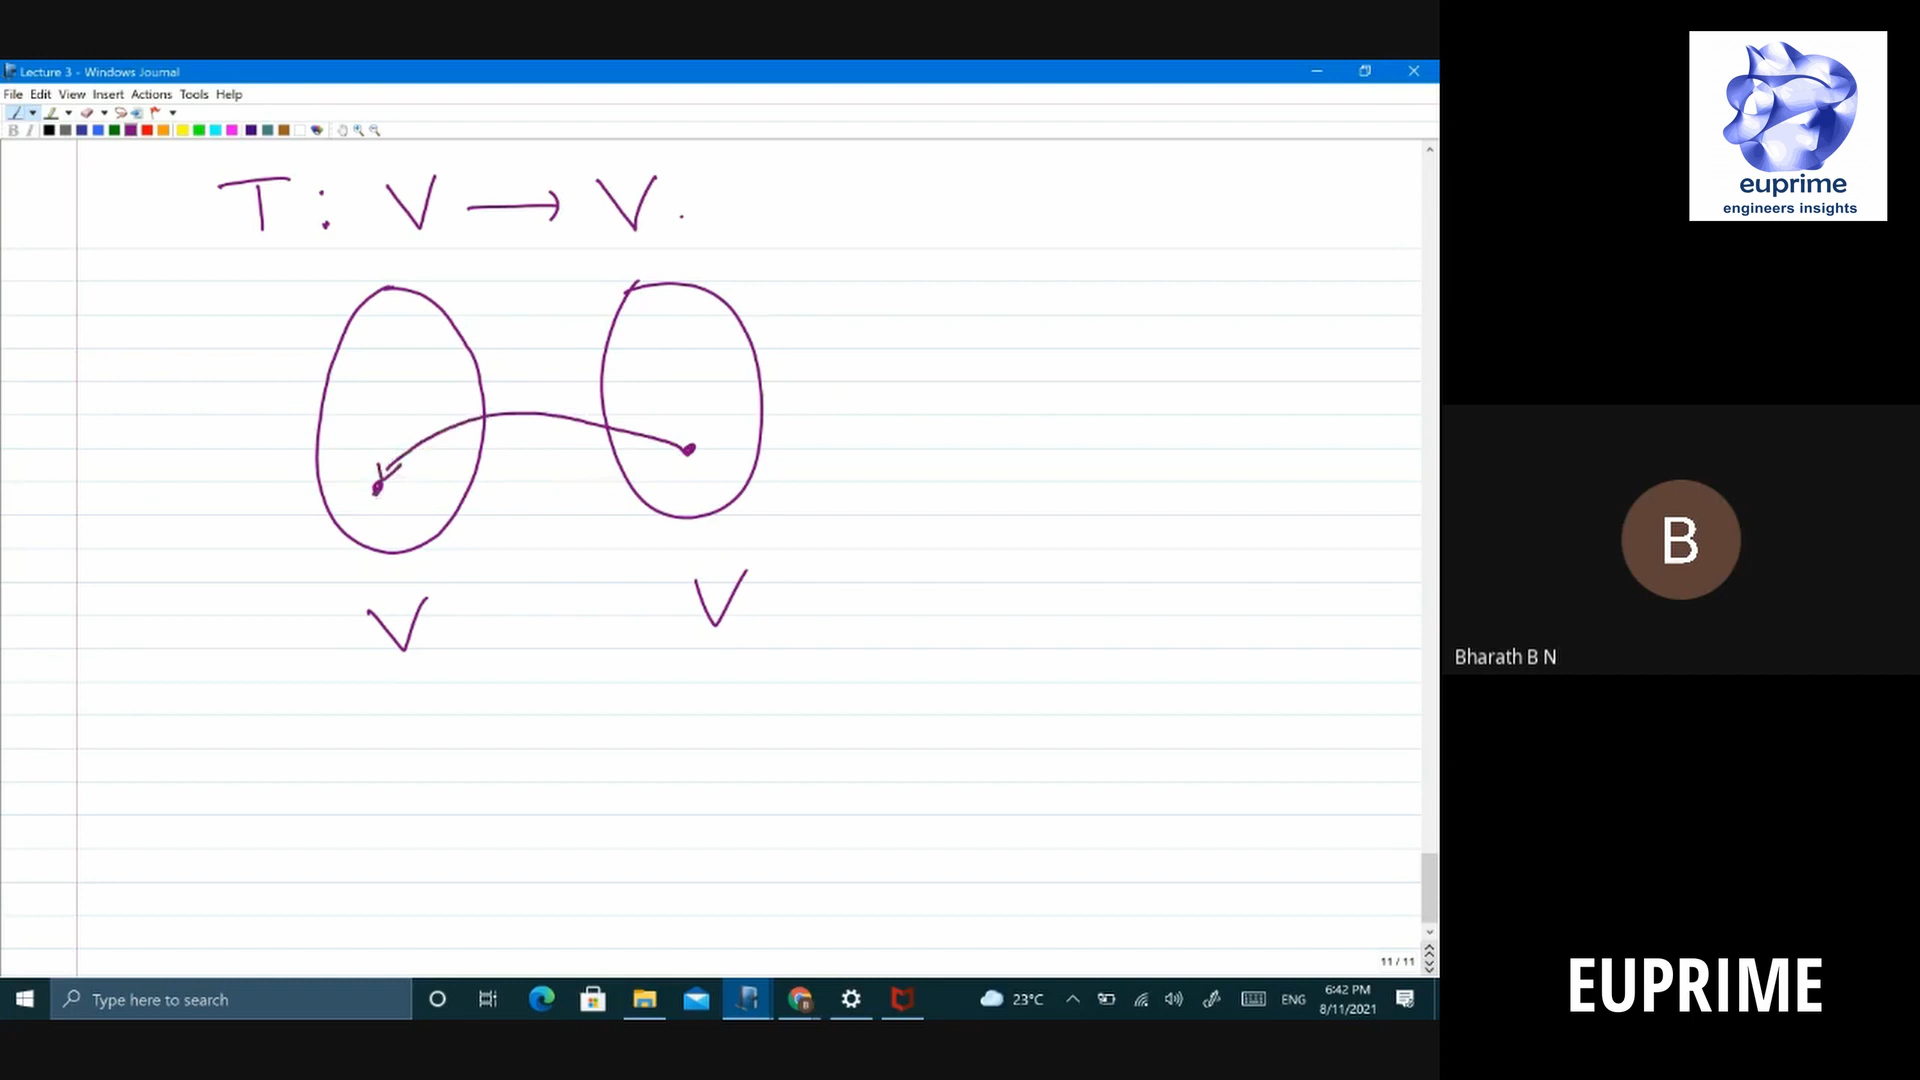 Lecture 3 - Windows Journal
File Edit View Insert Actions Tools Help
B I
T : V → V .
V
V
11 / 11
Type here to search
23°C
ENG
6:42 PM
8/11/2021
euprime
engineers insights
B
Bharath B N
EUPRIME